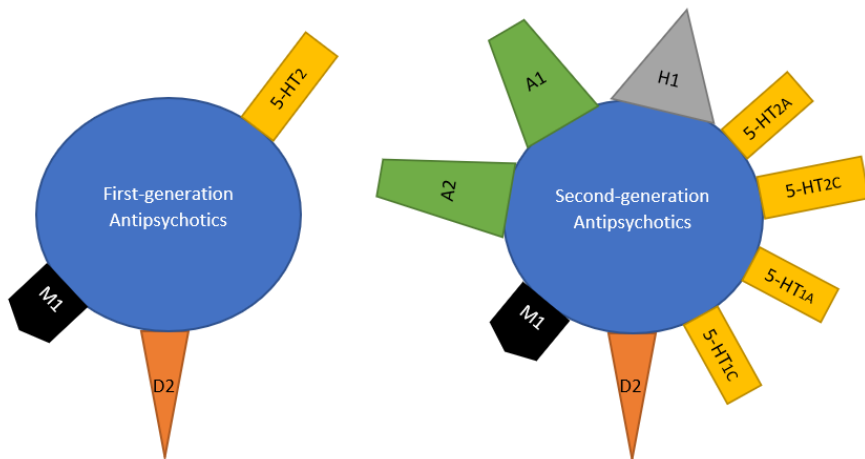 5-HT2
First-generation
Antipsychotics
M1
D2
A1
H1
5-HT2A
A2
5-HT2C
Second-generation
Antipsychotics
5-HT1A
M1
5-HT1C
D2